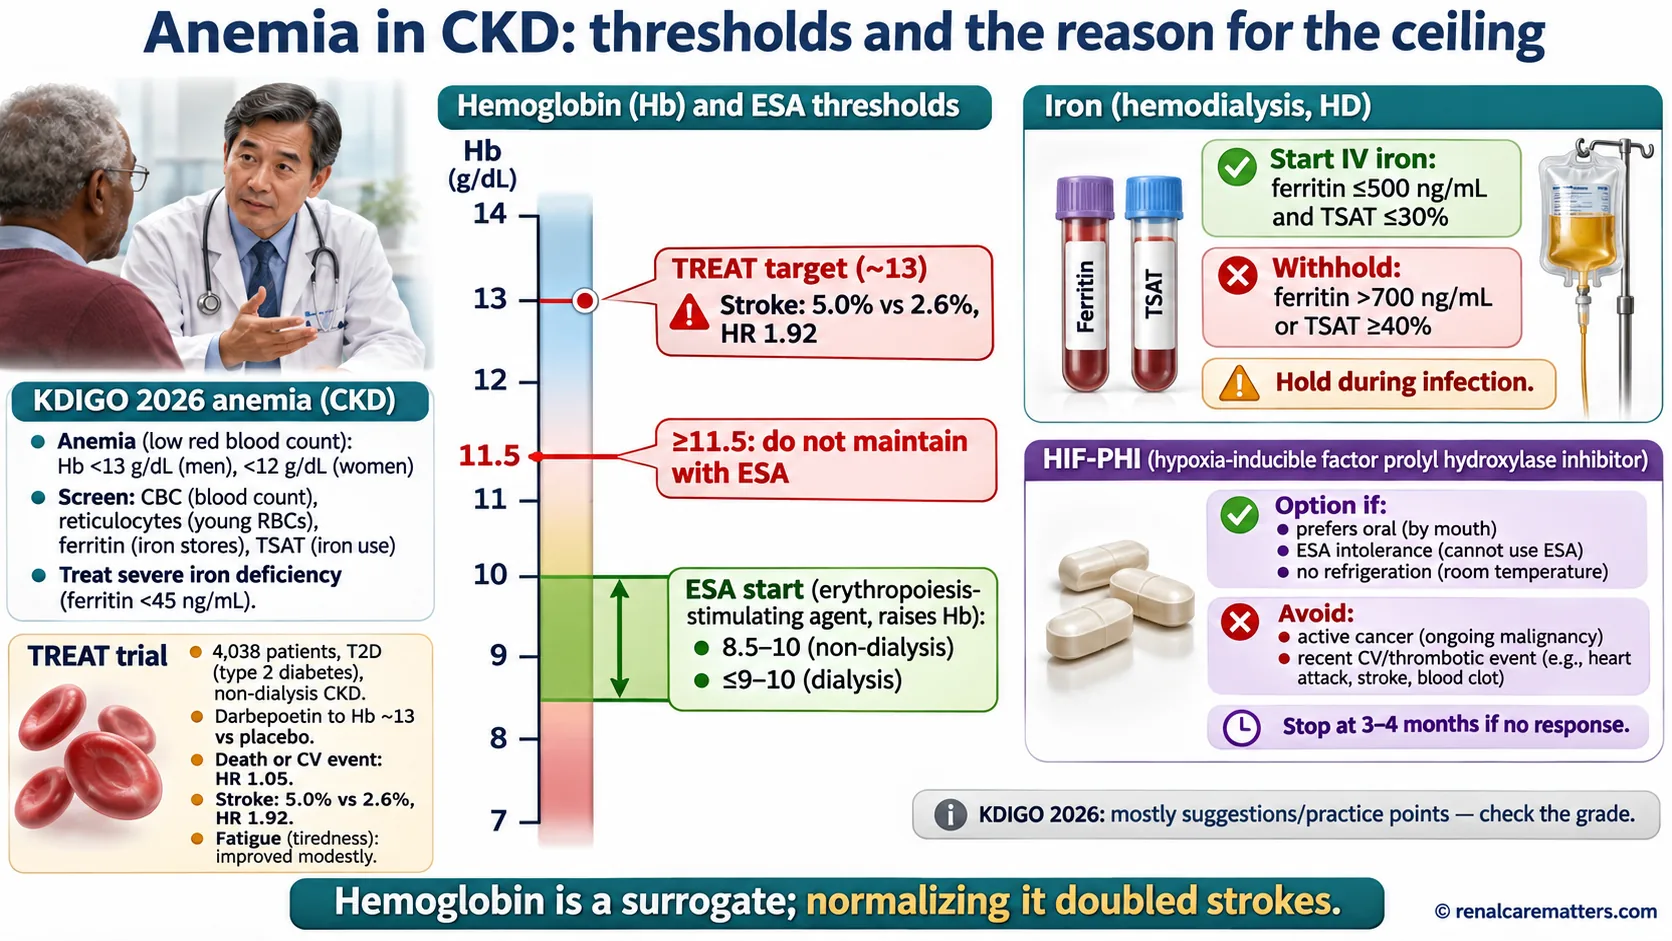 Anemia in CKD: thresholds and the reason for the ceiling
KDIGO 2026 anemia (CKD)
Anemia (low red blood count):
Hb <13 g/dL (men), <12 g/dL (women)
Screen: CBC (blood count),
reticulocytes (young RBCs),
ferritin (iron stores), TSAT (iron use)
Treat severe iron deficiency
(ferritin <45 ng/mL).
TREAT trial
4,038 patients, T2D
(type 2 diabetes),
non-dialysis CKD.
Darbepoetin to Hb ~13
vs placebo.
Death or CV event:
HR 1.05.
Stroke: 5.0% vs 2.6%,
HR 1.92.
Fatigue (tiredness):
improved modestly.
Hemoglobin (Hb) and ESA thresholds
Hb
(g/dL)
14
13
12
11.5
11
10
9
8
7
TREAT target (~13)
Stroke: 5.0% vs 2.6%,
HR 1.92
≥11.5: do not maintain
with ESA
ESA start (erythropoiesis-
stimulating agent, raises Hb):
8.5–10 (non-dialysis)
≤9–10 (dialysis)
Iron (hemodialysis, HD)
Ferritin
TSAT
Start IV iron:
ferritin ≤500 ng/mL
and TSAT ≤30%
Withhold:
ferritin >700 ng/mL
or TSAT ≥40%
Hold during infection.
HIF-PHI (hypoxia-inducible factor prolyl hydroxylase inhibitor)
Option if:
prefers oral (by mouth)
ESA intolerance (cannot use ESA)
no refrigeration (room temperature)
Avoid:
active cancer (ongoing malignancy)
recent CV/thrombotic event (e.g., heart
attack, stroke, blood clot)
Stop at 3–4 months if no response.
KDIGO 2026: mostly suggestions/practice points — check the grade.
Hemoglobin is a surrogate; normalizing it doubled strokes.
© renalcarematters.com